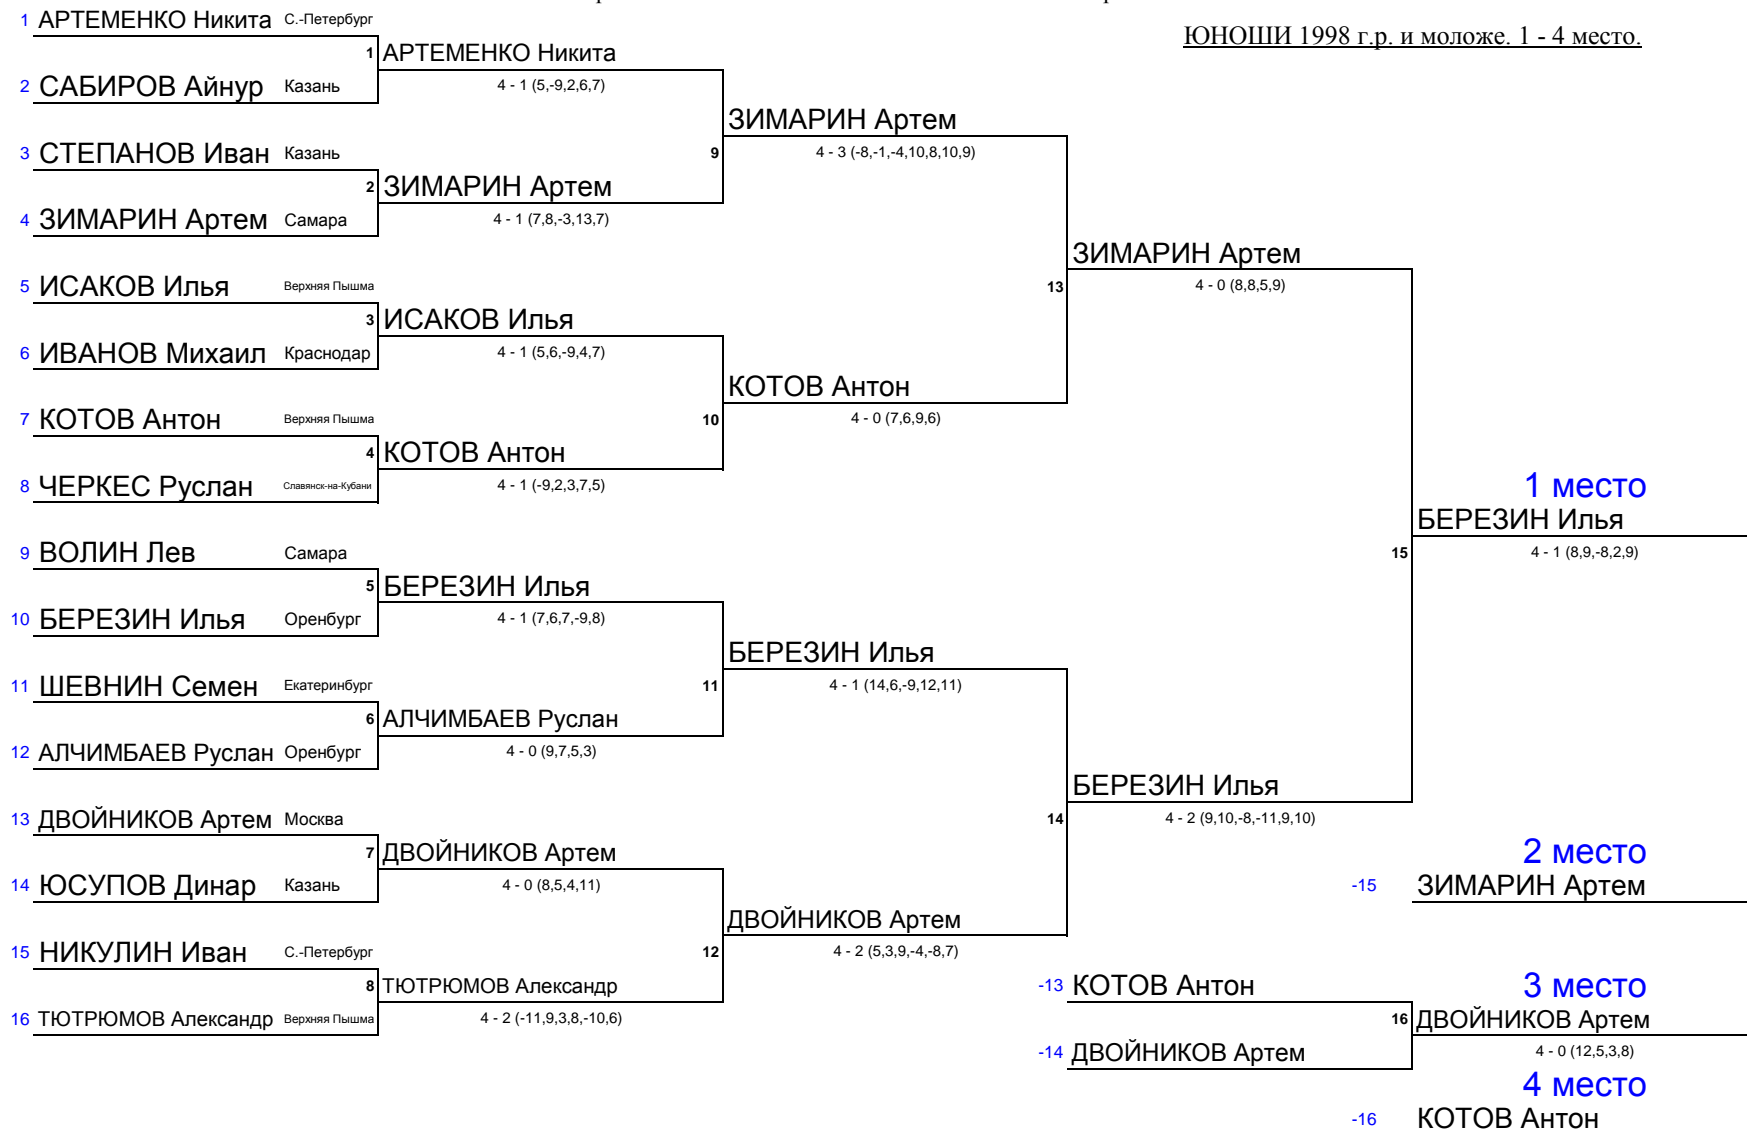 ЮНОШИ 1998 г.р. и моложе. 1 - 4 место.
1 АРТЕМЕНКО Никита С.-Петербург
1 АРТЕМЕНКО Никита
2 САБИРОВ Айнур Казань
4 - 1 (5,-9,2,6,7)
ЗИМАРИН Артем
3 СТЕПАНОВ Иван Казань
9
4 - 3 (-8,-1,-4,10,8,10,9)
2 ЗИМАРИН Артем
4 ЗИМАРИН Артем Самара
4 - 1 (7,8,-3,13,7)
ЗИМАРИН Артем
5 ИСАКОВ Илья Верхняя Пышма
13
4 - 0 (8,8,5,9)
3 ИСАКОВ Илья
6 ИВАНОВ Михаил Краснодар
4 - 1 (5,6,-9,4,7)
КОТОВ Антон
7 КОТОВ Антон Верхняя Пышма
10
4 - 0 (7,6,9,6)
4 КОТОВ Антон
8 ЧЕРКЕС Руслан Славянск-на-Кубани
4 - 1 (-9,2,3,7,5)
1 место
БЕРЕЗИН Илья
9 ВОЛИН Лев Самара
15
4 - 1 (8,9,-8,2,9)
5 БЕРЕЗИН Илья
10 БЕРЕЗИН Илья Оренбург
4 - 1 (7,6,7,-9,8)
БЕРЕЗИН Илья
11 ШЕВНИН Семен Екатеринбург
11
4 - 1 (14,6,-9,12,11)
6 АЛЧИМБАЕВ Руслан
12 АЛЧИМБАЕВ Руслан Оренбург
4 - 0 (9,7,5,3)
БЕРЕЗИН Илья
13 ДВОЙНИКОВ Артем Москва
14
4 - 2 (9,10,-8,-11,9,10)
7 ДВОЙНИКОВ Артем
2 место
14 ЮСУПОВ Динар Казань
4 - 0 (8,5,4,11)
-15 ЗИМАРИН Артем
ДВОЙНИКОВ Артем
15 НИКУЛИН Иван С.-Петербург
12
4 - 2 (5,3,9,-4,-8,7)
8 ТЮТРЮМОВ Александр
-13 КОТОВ Антон
3 место
16 ТЮТРЮМОВ Александр Верхняя Пышма
4 - 2 (-11,9,3,8,-10,6)
16 ДВОЙНИКОВ Артем
-14 ДВОЙНИКОВ Артем
4 - 0 (12,5,3,8)
4 место
-16 КОТОВ Антон